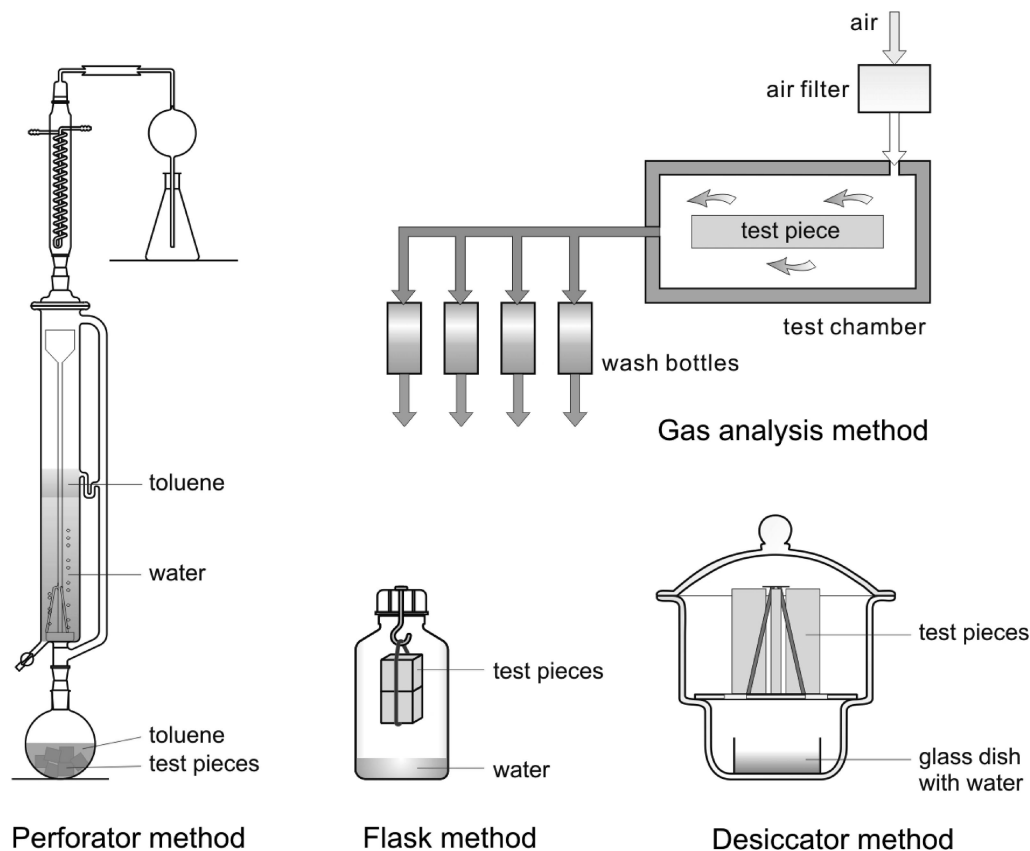 air
air filter
test piece
test chamber
wash bottles
Gas analysis method
toluene
water
toluene
test pieces
Perforator method
test pieces
water
Flask method
test pieces
glass dish
with water
Desiccator method